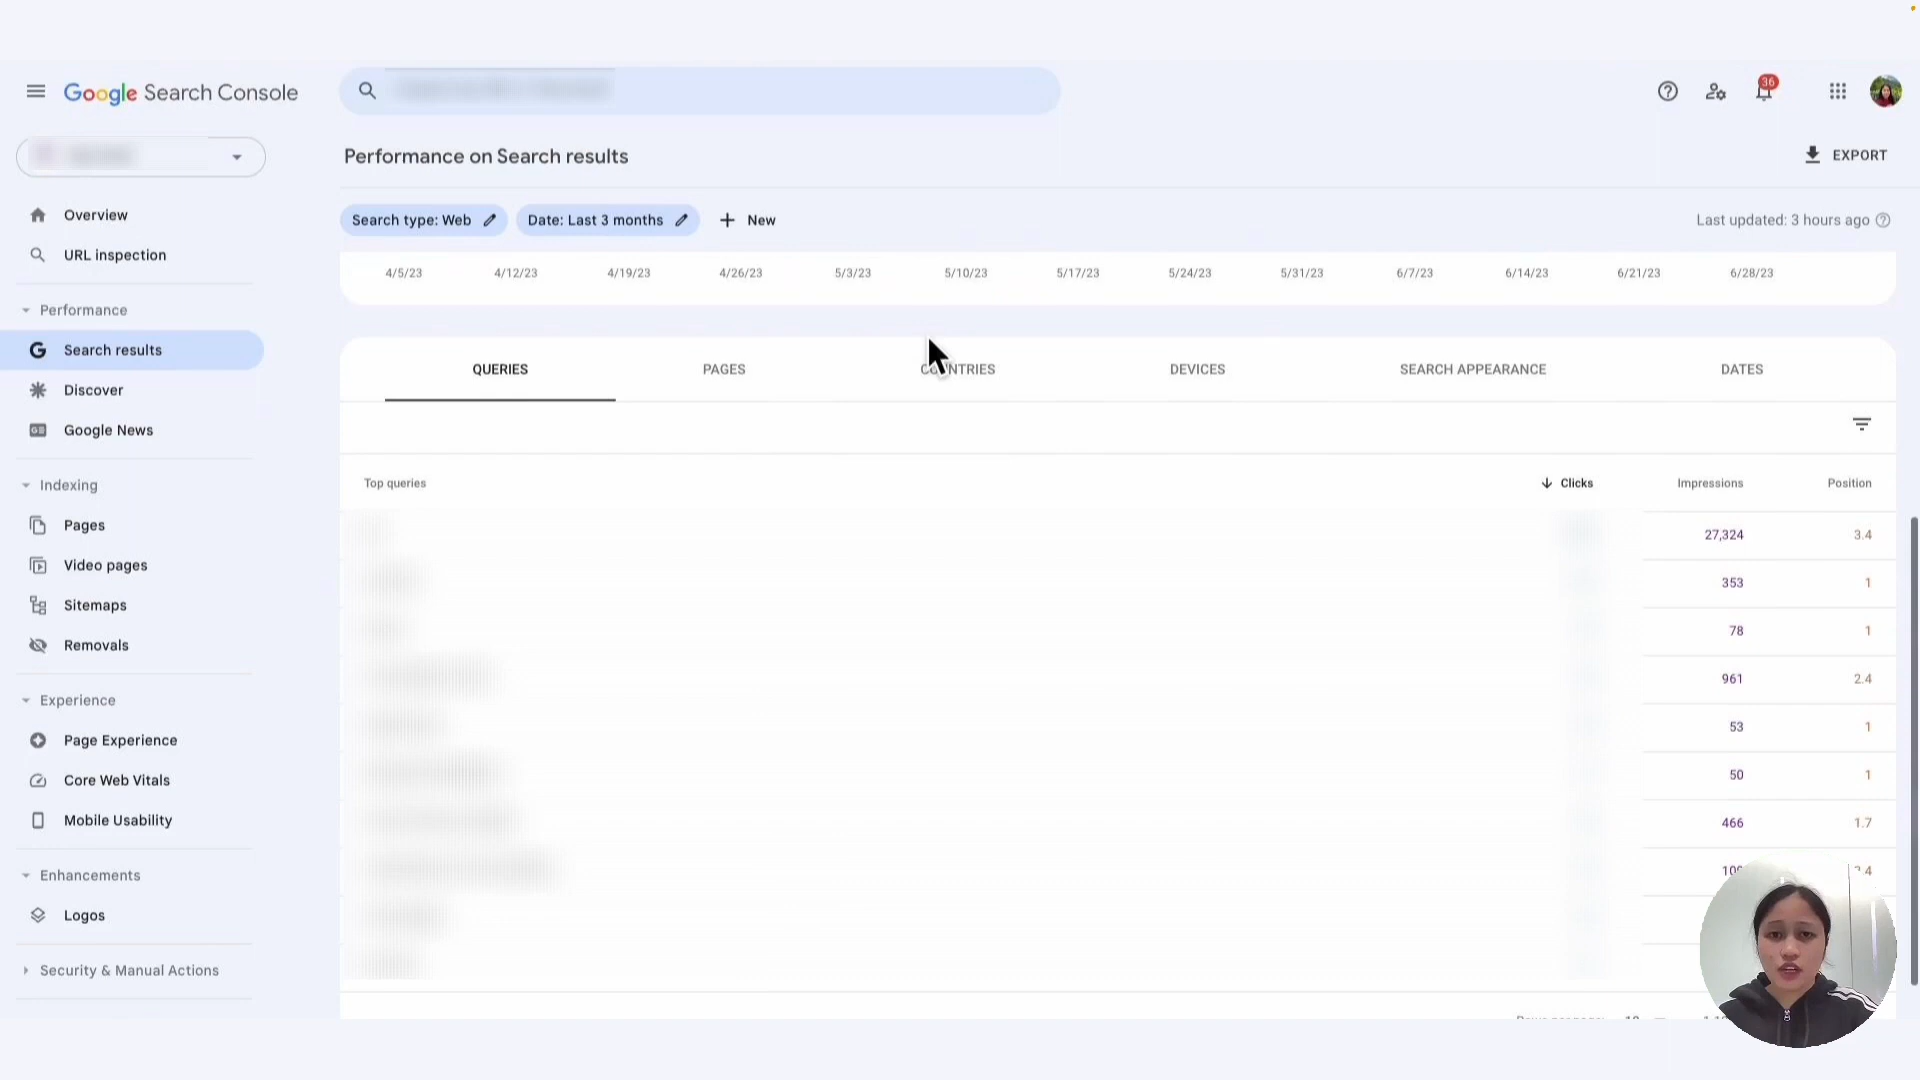 36
Google Search Console
Performance on Search results
EXPORT
Search type: Web
Date: Last 3 months
New
Last updated: 3 hours ago
Overview
URL inspection
Performance
Search results
Discover
Google News
Indexing
Pages
Video pages
Sitemaps
Removals
Experience
Page Experience
Core Web Vitals
Mobile Usability
Enhancements
Logos
Security & Manual Actions
4/5/23 4/12/23 4/19/23 4/26/23 5/3/23 5/10/23 5/17/23 5/24/23 5/31/23 6/7/23 6/14/23 6/21/23 6/28/23
QUERIES PAGES COUNTRIES DEVICES SEARCH APPEARANCE DATES
Top queries Clicks Impressions Position
27,324 3.4
353 1
78 1
961 2.4
53 1
50 1
466 1.7